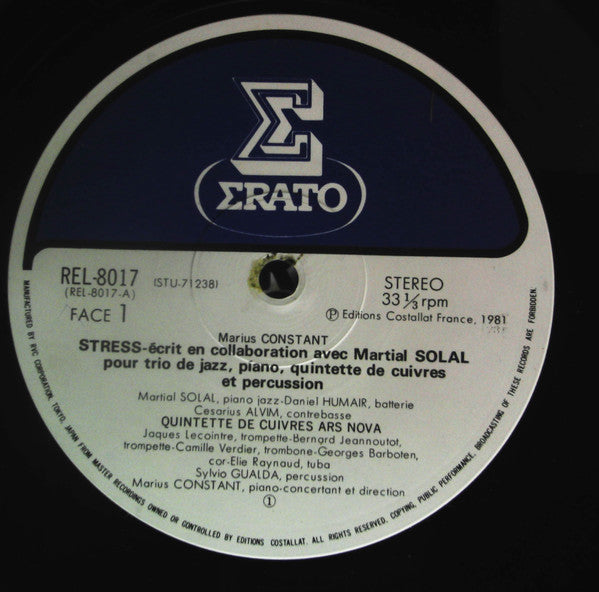 ΣRATO
REL-8017
(REL-8017-A)
(STU-71238)
FACE 1
STEREO
33 ⅓ rpm
Ⓟ Editions Costallat France, 1981
Marius CONSTANT
STRESS-écrit en collaboration avec Martial SOLAL
pour trio de jazz, piano, quintette de cuivres
et percussion
Martial SOLAL, piano jazz-Daniel HUMAIR, batterie
Cesarius ALVIM, contrebasse
QUINTETTE DE CUIVRES ARS NOVA
Jaques Lecointre, trompette-Bernard Jeannoutot,
trompette-Camille Verdier, trombone-Georges Barboten,
cor-Elie Raynaud, tuba
Sylvio GUALDA, percussion
Marius CONSTANT, piano-concertant et direction
①
MANUFACTURED BY RVC CORPORATION, TOKYO, JAPAN FROM MASTER RECORDINGS OWNED OR CONTROLLED BY EDITIONS COSTALLAT. ALL RIGHTS RESERVED. COPYING, PUBLIC PERFORMANCE, BROADCASTING OF THESE RECORDS ARE FORBIDEN.